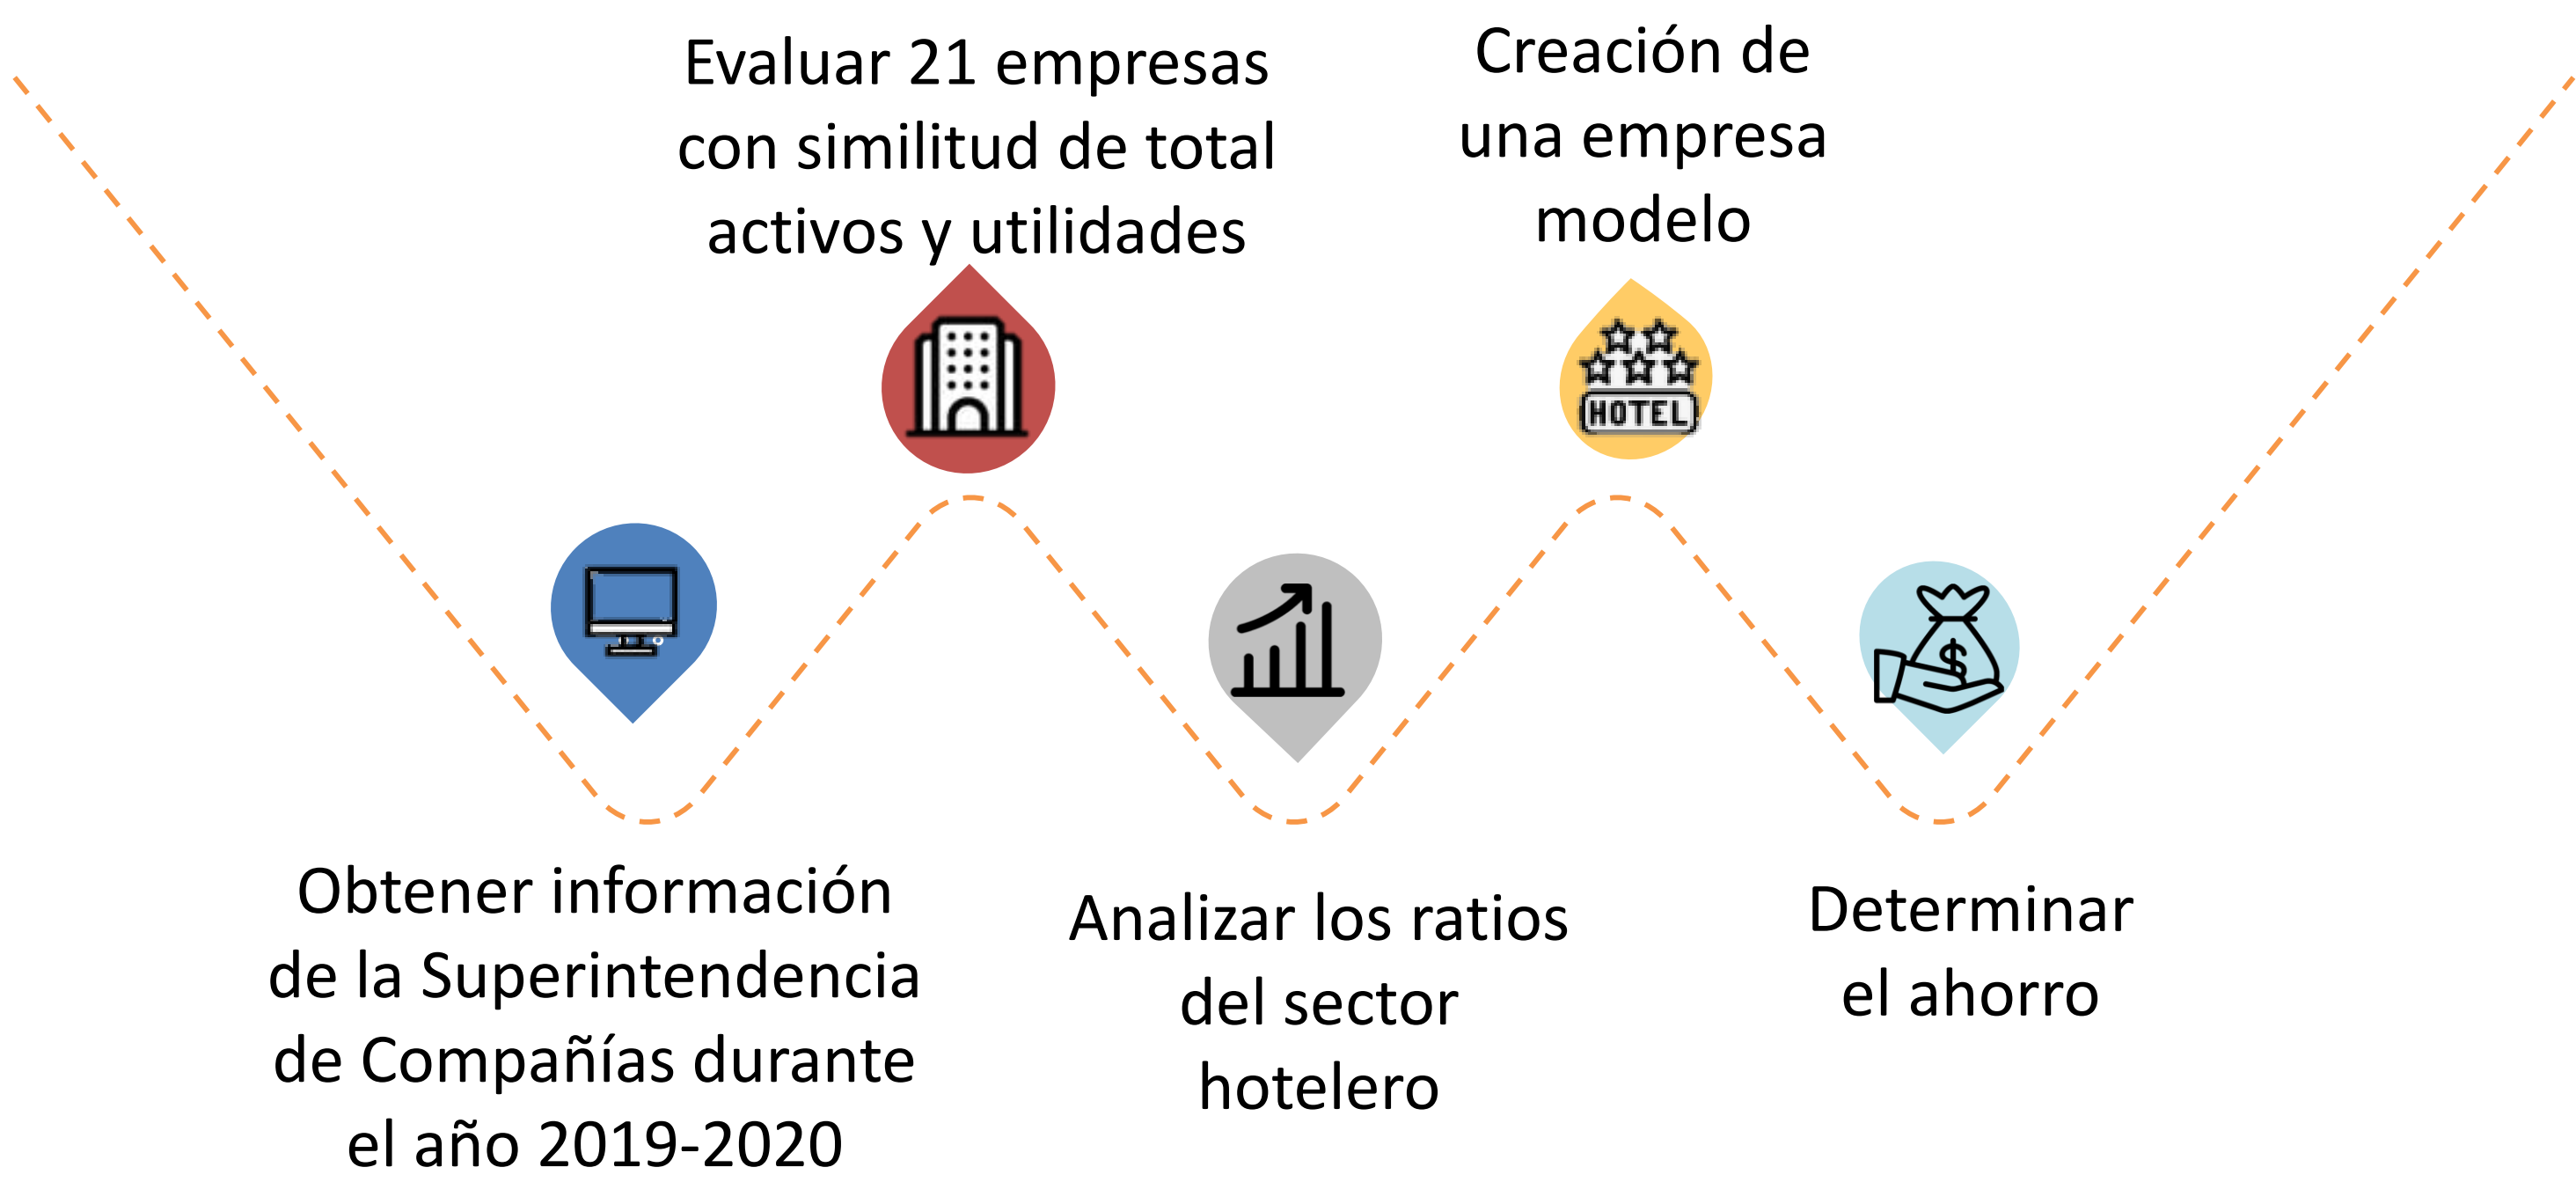 Evaluar 21 empresas
con similitud de total
activos y utilidades
Creación de
una empresa
modelo
HOTEL
$
Obtener información
de la Superintendencia
de Compañías durante
el año 2019-2020
Analizar los ratios
del sector
hotelero
Determinar
el ahorro